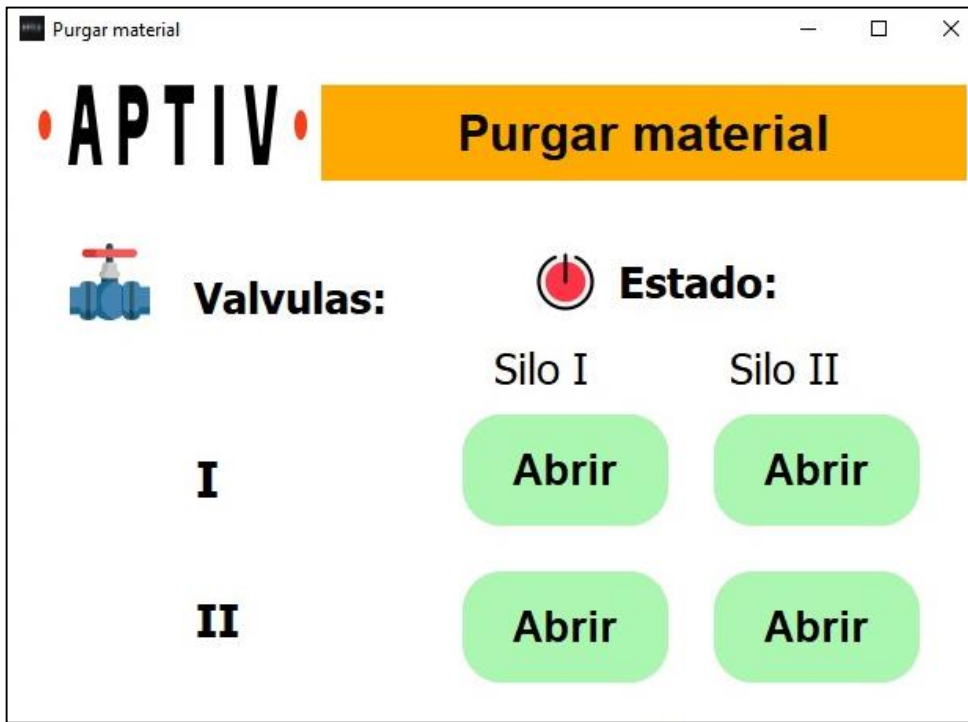 Purgar material
• APTIV •
Purgar material
Valvulas:
Estado:
Silo I
Silo II
I
Abrir
Abrir
II
Abrir
Abrir